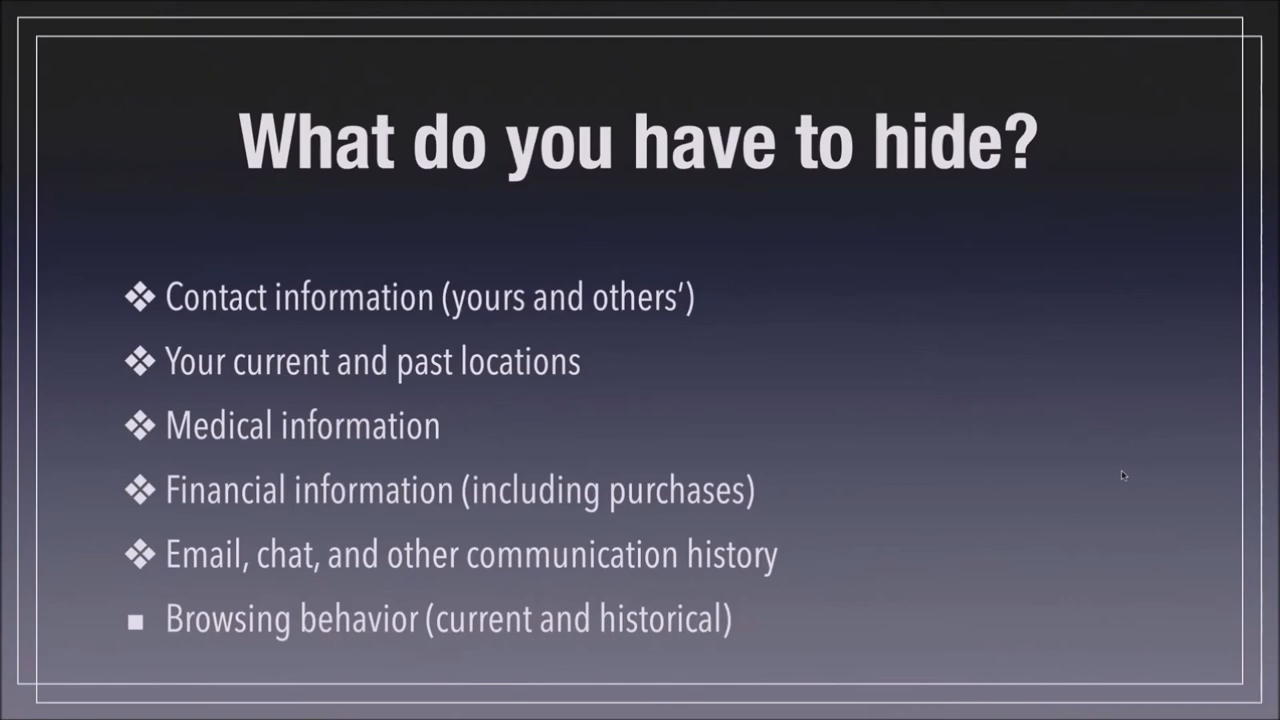 What do you have to hide?
❖ Contact information (yours and others’)
❖ Your current and past locations
❖ Medical information
❖ Financial information (including purchases)
❖ Email, chat, and other communication history
▪ Browsing behavior (current and historical)